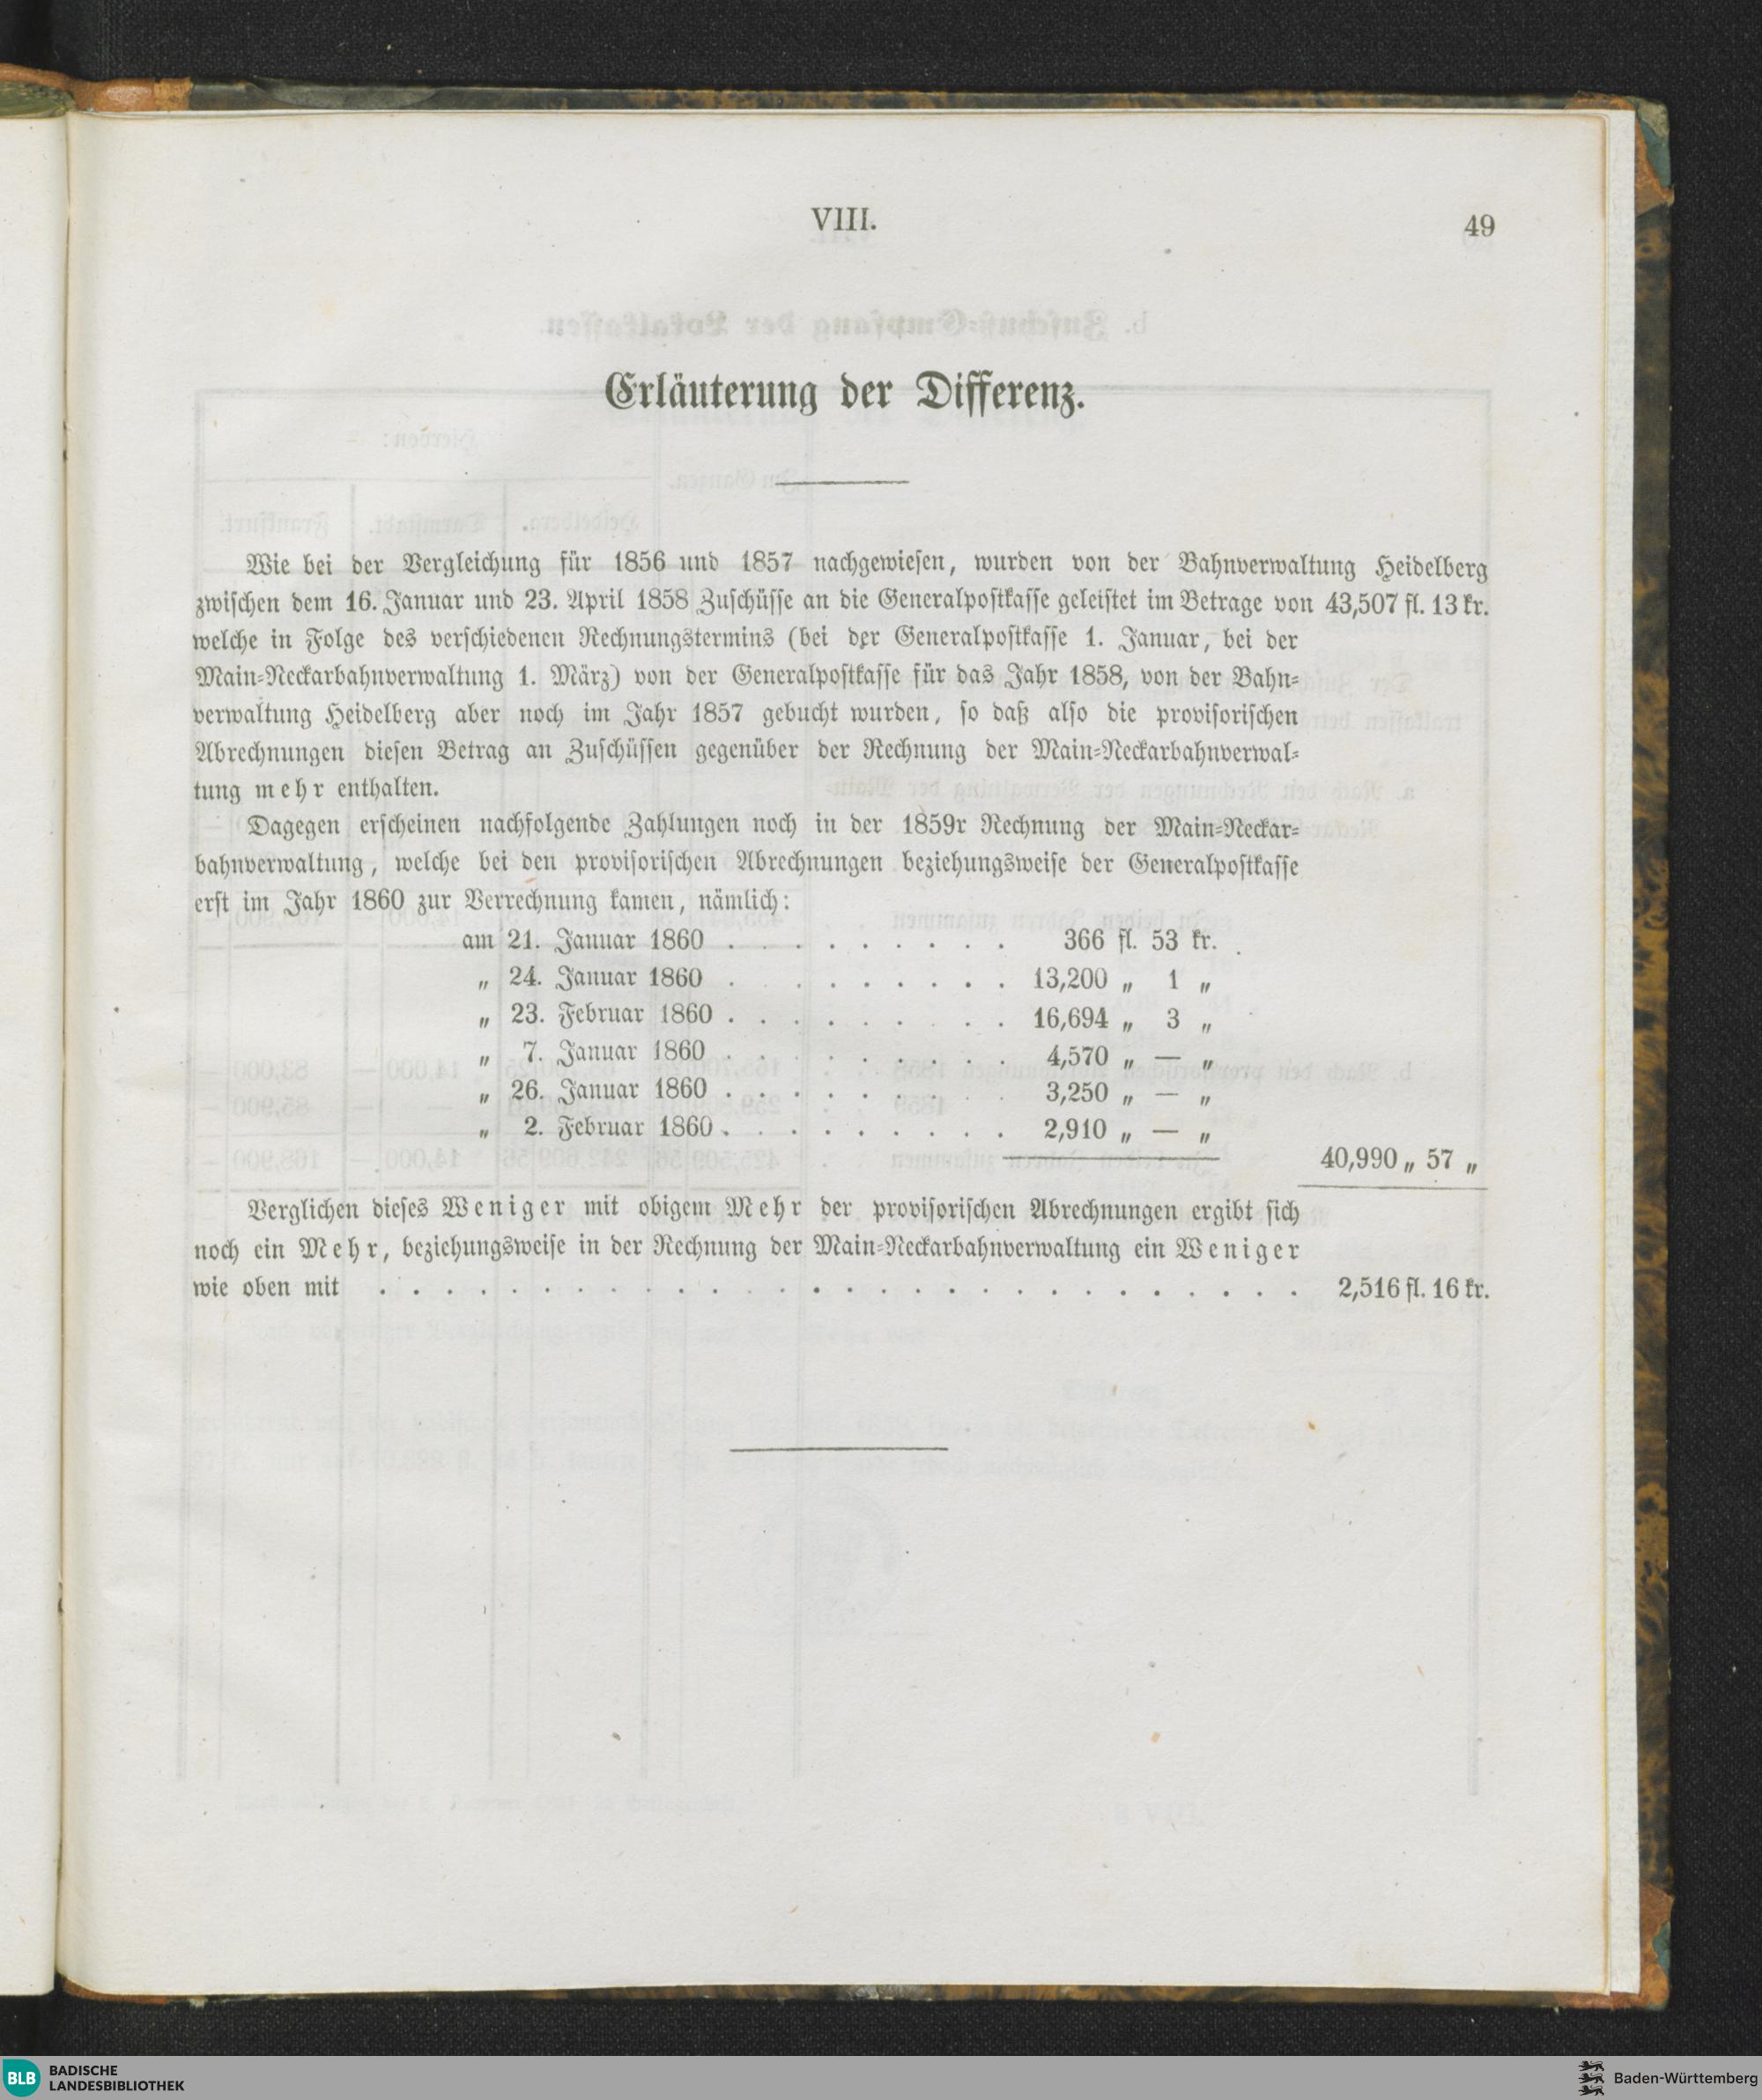 VIII.
49
Erläuterung der Differenz.
Wie bei der Vergleichung für 1856 und 1857 nachgewiesen, wurden von der Bahnverwaltung Heidelberg
zwischen dem 16. Januar und 23. April 1858 Zuschüsse an die Generalpostkasse geleistet im Betrage von 43,507 fl. 13 kr.
welche in Folge des verschiedenen Rechnungstermins (bei der Generalpostkasse 1. Januar, bei der
Main-Neckarbahnverwaltung 1. März) von der Generalpostkasse für das Jahr 1858, von der Bahn-
verwaltung Heidelberg aber noch im Jahr 1857 gebucht wurden, so daß also die provisorischen
Abrechnungen diesen Betrag an Zuschüssen gegenüber der Rechnung der Main-Neckarbahnverwal-
tung mehr enthalten.
Dagegen erscheinen nachfolgende Zahlungen noch in der 1859r Rechnung der Main-Neckar-
bahnverwaltung, welche bei den provisorischen Abrechnungen beziehungsweise der Generalpostkasse
erst im Jahr 1860 zur Verrechnung kamen, nämlich:
am 21. Januar 1860 . . . . . . . . . 366 fl. 53 kr.
„ 24. Januar 1860 . . . . . . . . 13,200 „ 1 „
„ 23. Februar 1860 . . . . . . . . . 16,694 „ 3 „
„ 7. Januar 1860 . . . . . . . . . 4,570 „ — „
„ 26. Januar 1860 . . . . . . . . . 3,250 „ — „
„ 2. Februar 1860 . . . . . . . . . 2,910 „ — „
40,990 „ 57 „
Verglichen dieses Weniger mit obigem Mehr der provisorischen Abrechnungen ergibt sich
noch ein Mehr, beziehungsweise in der Rechnung der Main-Neckarbahnverwaltung ein Weniger
wie oben mit . . . . . . . . . . . . . . . . . . . . . . . . . . . . . 2,516 fl. 16 kr.
BLB BADISCHE
LANDESBIBLIOTHEK
Baden-Württemberg